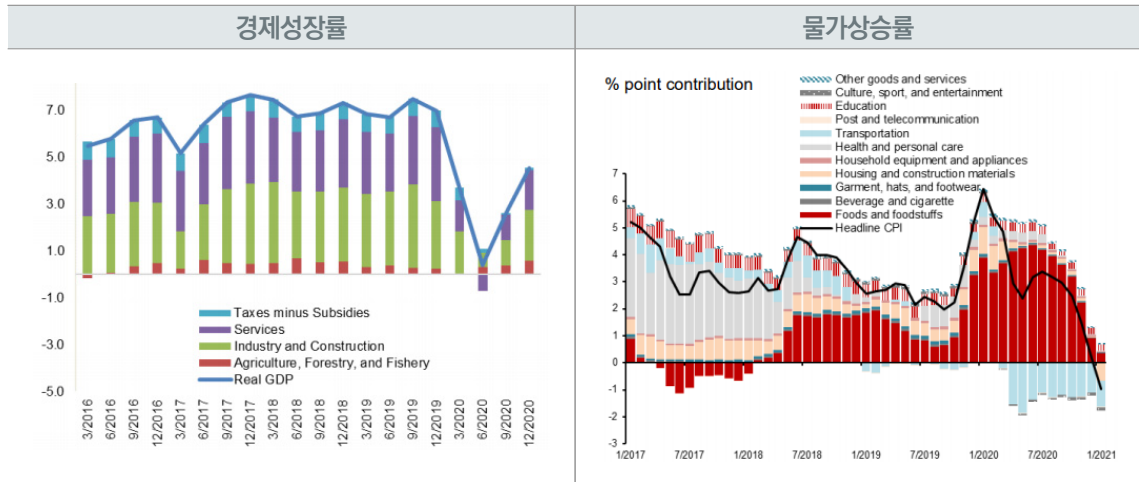 경제성장률
물가상승률
7.0
5.0
3.0
1.0
-1.0
-3.0
-5.0
Taxes minus Subsidies
Services
Industry and Construction
Agriculture, Forestry, and Fishery
Real GDP
3/2016
6/2016
9/2016
12/2016
3/2017
6/2017
9/2017
12/2017
3/2018
6/2018
9/2018
12/2018
3/2019
6/2019
9/2019
12/2019
3/2020
6/2020
9/2020
12/2020
% point contribution
Other goods and services
Culture, sport, and entertainment
Education
Post and telecommunication
Transportation
Health and personal care
Household equipment and appliances
Housing and construction materials
Garment, hats, and footwear
Beverage and cigarette
Foods and foodstuffs
Headline CPI
7
6
5
4
3
2
1
0
-1
-2
-3
1/2017
7/2017
1/2018
7/2018
1/2019
7/2019
1/2020
7/2020
1/2021